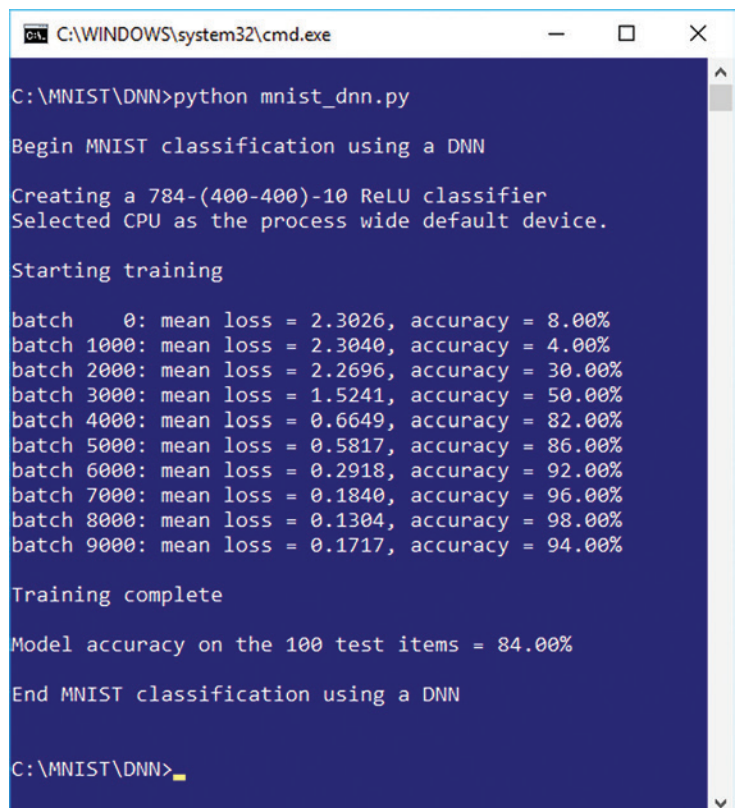 C:\WINDOWS\system32\cmd.exe
C:\MNIST\DNN>python mnist_dnn.py
Begin MNIST classification using a DNN
Creating a 784-(400-400)-10 ReLU classifier
Selected CPU as the process wide default device.
Starting training
batch    0: mean loss = 2.3026, accuracy = 8.00%
batch 1000: mean loss = 2.3040, accuracy = 4.00%
batch 2000: mean loss = 2.2696, accuracy = 30.00%
batch 3000: mean loss = 1.5241, accuracy = 50.00%
batch 4000: mean loss = 0.6649, accuracy = 82.00%
batch 5000: mean loss = 0.5817, accuracy = 86.00%
batch 6000: mean loss = 0.2918, accuracy = 92.00%
batch 7000: mean loss = 0.1840, accuracy = 96.00%
batch 8000: mean loss = 0.1304, accuracy = 98.00%
batch 9000: mean loss = 0.1717, accuracy = 94.00%
Training complete
Model accuracy on the 100 test items = 84.00%
End MNIST classification using a DNN
C:\MNIST\DNN>_